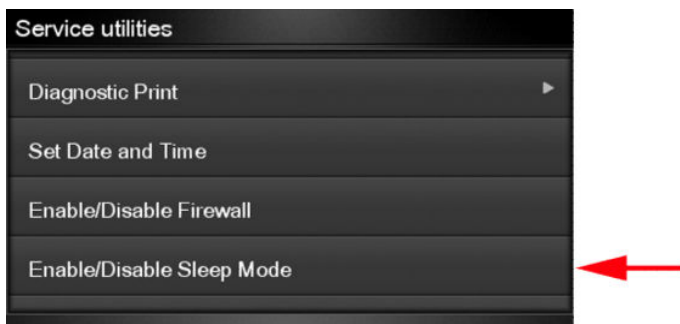 Service utilities
Diagnostic Print
Set Date and Time
Enable/Disable Firewall
Enable/Disable Sleep Mode